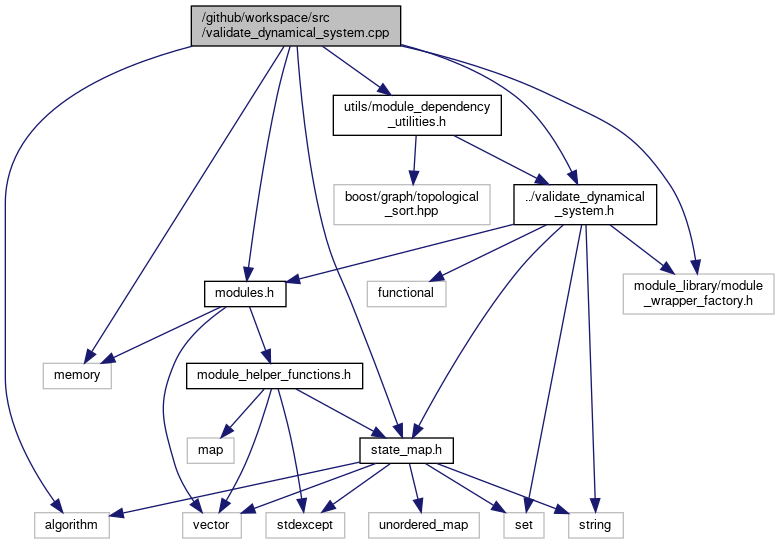 /github/workspace/src
/validate_dynamical_system.cpp
utils/module_dependency
_utilities.h
boost/graph/topological
_sort.hpp
../validate_dynamical
_system.h
modules.h
functional
module_library/module
_wrapper_factory.h
memory
module_helper_functions.h
map
state_map.h
algorithm
vector
stdexcept
unordered_map
set
string